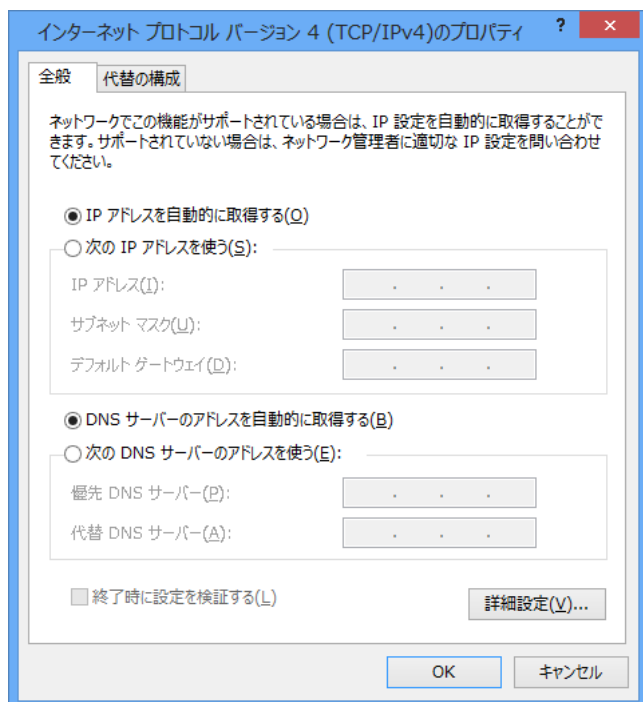 インターネット プロトコル バージョン 4 (TCP/IPv4)のプロパティ
?
×
全般
代替の構成
ネットワークでこの機能がサポートされている場合は、IP 設定を自動的に取得することがで
きます。サポートされていない場合は、ネットワーク管理者に適切な IP 設定を問い合わせ
てください。
IP アドレスを自動的に取得する(O)
次の IP アドレスを使う(S):
IP アドレス(I):
サブネット マスク(U):
デフォルト ゲートウェイ(D):
DNS サーバーのアドレスを自動的に取得する(B)
次の DNS サーバーのアドレスを使う(E):
優先 DNS サーバー(P):
代替 DNS サーバー(A):
終了時に設定を検証する(L)
詳細設定(V)...
OK
キャンセル